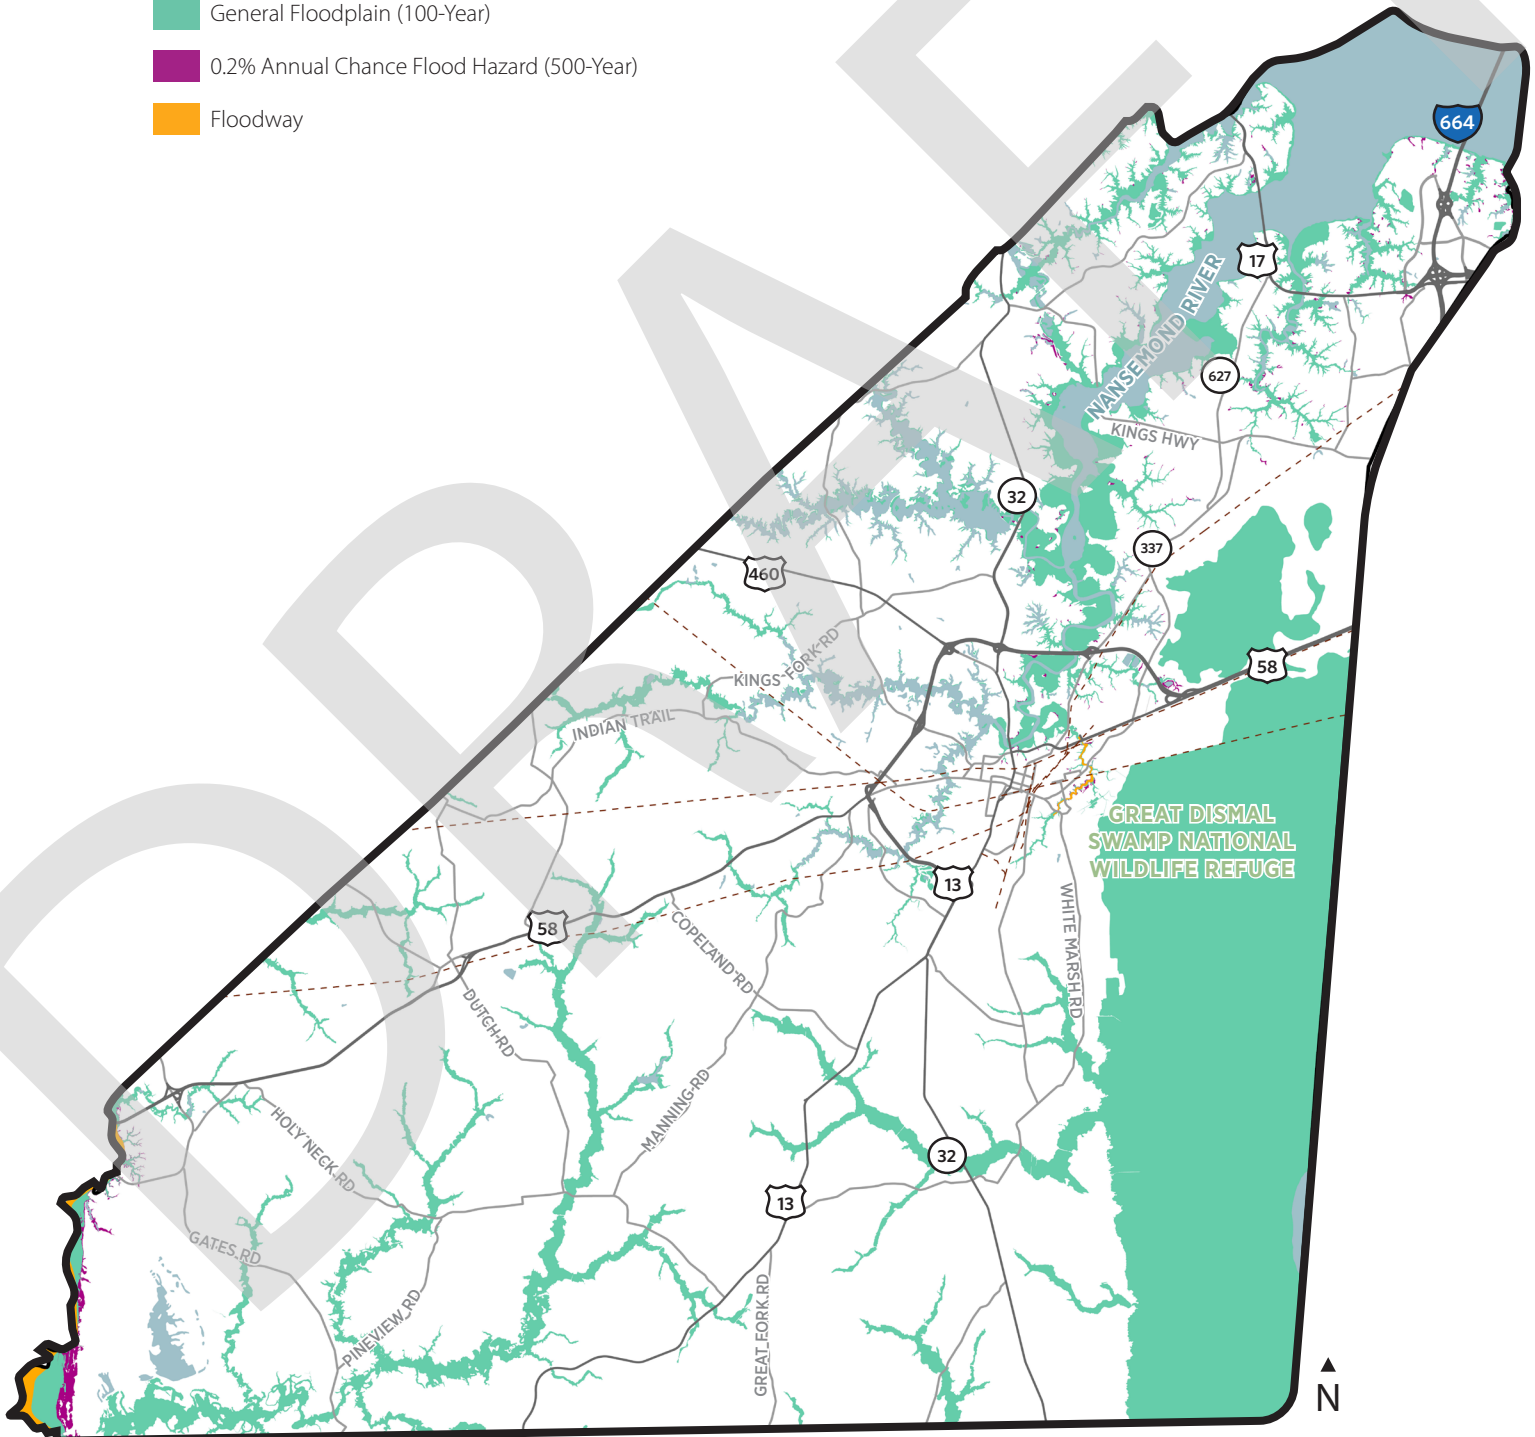 General Floodplain (100-Year)
0.2% Annual Chance Flood Hazard (500-Year)
Floodway
DRAFT
664
17
NANSEMOND RIVER
627
KINGS HWY
32
337
460
58
KINGS FORK RD
INDIAN TRAIL
GREAT DISMAL
SWAMP NATIONAL
WILDLIFE REFUGE
13
58
COPELAND RD
WHITE MARSH RD
DUTCH RD
MANNING RD
HOLY NECK RD
32
13
GATES RD
PINEVIEW RD
GREAT FORK RD
N